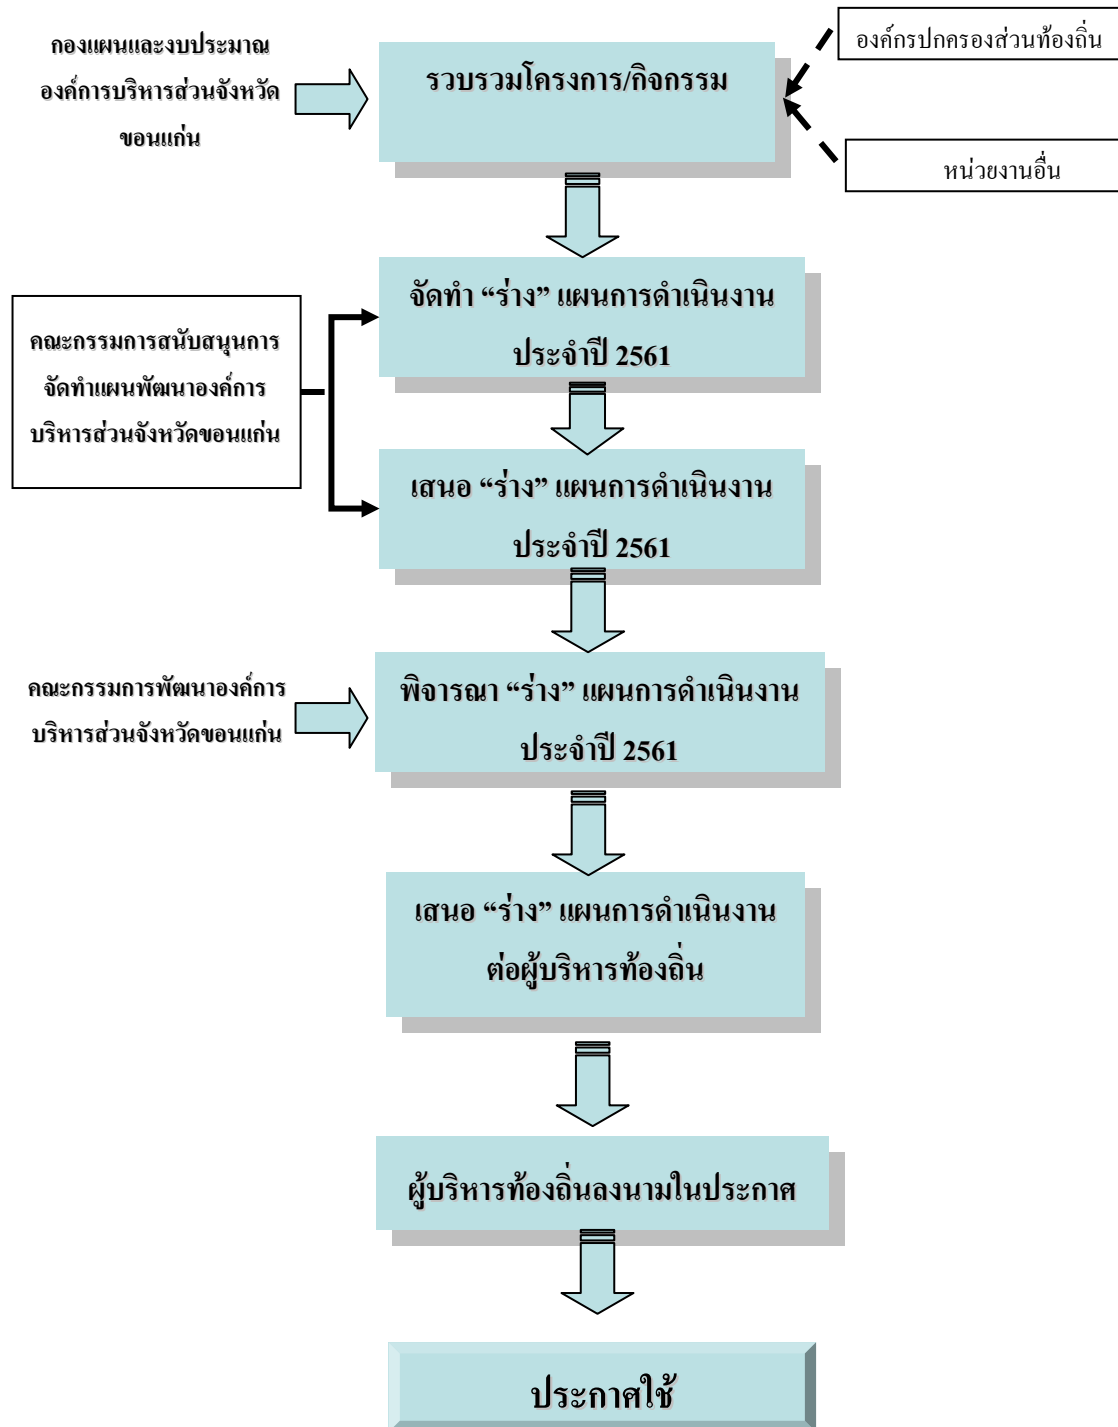 กองแผนและงบประมาณ
องค์การบริหารส่วนจังหวัด
ขอนแก่น
รวบรวมโครงการ/กิจกรรม
องค์กรปกครองส่วนท้องถิ่น
หน่วยงานอื่น
จัดทำ “ร่าง” แผนการดำเนินงาน
ประจำปี 2561
คณะกรรมการสนับสนุนการ
จัดทำแผนพัฒนาองค์การ
บริหารส่วนจังหวัดขอนแก่น
เสนอ “ร่าง” แผนการดำเนินงาน
ประจำปี 2561
คณะกรรมการพัฒนาองค์การ
บริหารส่วนจังหวัดขอนแก่น
พิจารณา “ร่าง” แผนการดำเนินงาน
ประจำปี 2561
เสนอ “ร่าง” แผนการดำเนินงาน
ต่อผู้บริหารท้องถิ่น
ผู้บริหารท้องถิ่นลงนามในประกาศ
ประกาศใช้